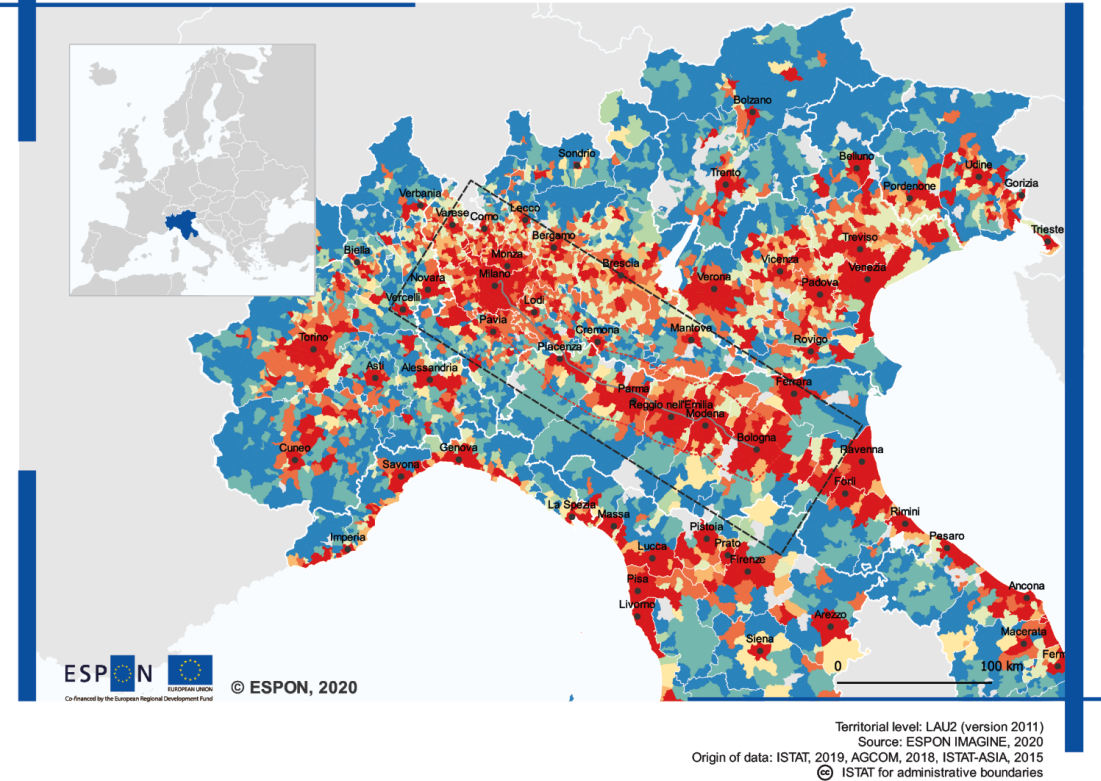 Bolzano
Sondrio
Trento
Belluno
Udine
Pordenone
Gorizia
Verbania
Varese
Como
Lecco
Bergamo
Trieste
Treviso
Biella
Monza
Brescia
Vicenza
Venezia
Novara
Milano
Verona
Padova
Vercelli
Lodi
Pavia
Cremona
Mantova
Rovigo
Torino
Piacenza
Asti
Alessandria
Ferrara
Parma
Reggio nell'Emilia
Modena
Bologna
Cuneo
Genova
Ravenna
Savona
Forlì
La Spezia
Massa
Rimini
Imperia
Pistoia
Prato
Pesaro
Lucca
Firenze
Pisa
Ancona
Livorno
Arezzo
Siena
Macerata
Ferm
0
100 km
ESPON
EUROPEAN UNION
Co-financed by the European Regional Development Fund
© ESPON, 2020
Territorial level: LAU2 (version 2011)
Source: ESPON IMAGINE, 2020
Origin of data: ISTAT, 2019, AGCOM, 2018, ISTAT-ASIA, 2015
cc ISTAT for administrative boundaries